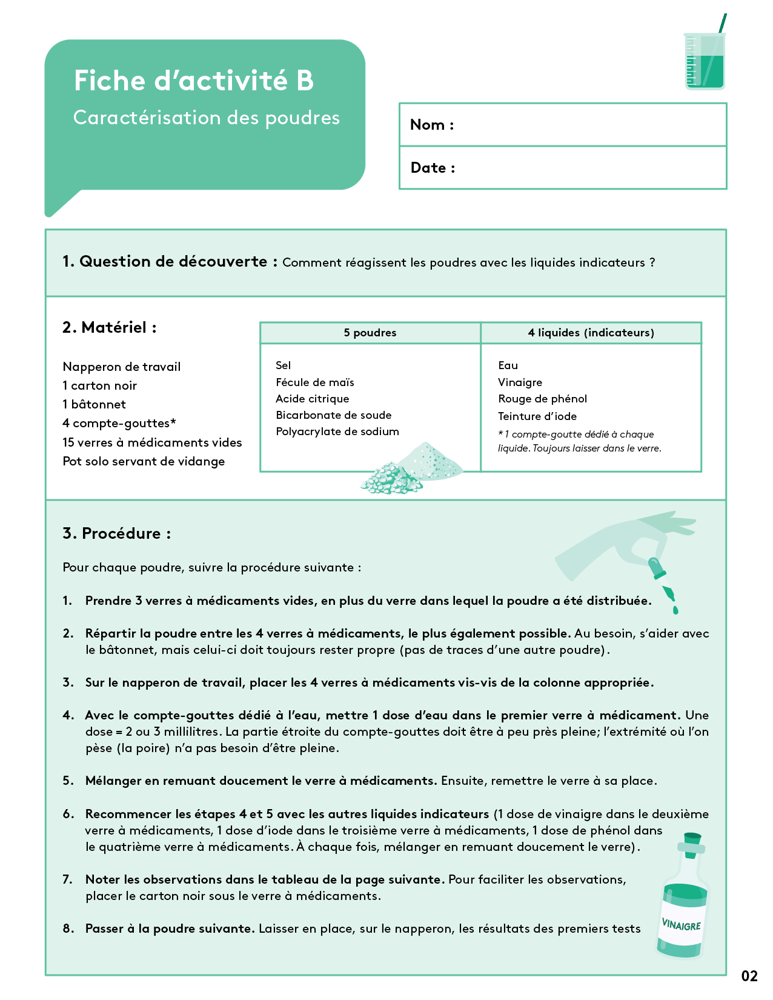 Fiche d’activité B
Caractérisation des poudres
Nom :
Date :
1. Question de découverte : Comment réagissent les poudres avec les liquides indicateurs ?
2. Matériel :
Napperon de travail
1 carton noir
1 bâtonnet
4 compte-gouttes*
15 verres à médicaments vides
Pot solo servant de vidange
5 poudres
Sel
Fécule de maïs
Acide citrique
Bicarbonate de soude
Polyacrylate de sodium
4 liquides (indicateurs)
Eau
Vinaigre
Rouge de phénol
Teinture d’iode
* 1 compte-goutte dédié à chaque
liquide. Toujours laisser dans le verre.
3. Procédure :
Pour chaque poudre, suivre la procédure suivante :
1. Prendre 3 verres à médicaments vides, en plus du verre dans lequel la poudre a été distribuée.
2. Répartir la poudre entre les 4 verres à médicaments, le plus également possible. Au besoin, s’aider avec
le bâtonnet, mais celui-ci doit toujours rester propre (pas de traces d’une autre poudre).
3. Sur le napperon de travail, placer les 4 verres à médicaments vis-vis de la colonne appropriée.
4. Avec le compte-gouttes dédié à l’eau, mettre 1 dose d’eau dans le premier verre à médicament. Une
dose = 2 ou 3 millilitres. La partie étroite du compte-gouttes doit être à peu près pleine; l’extrémité où l’on
pèse (la poire) n’a pas besoin d’être pleine.
5. Mélanger en remuant doucement le verre à médicaments. Ensuite, remettre le verre à sa place.
6. Recommencer les étapes 4 et 5 avec les autres liquides indicateurs (1 dose de vinaigre dans le deuxième
verre à médicaments, 1 dose d’iode dans le troisième verre à médicaments, 1 dose de phénol dans
le quatrième verre à médicaments. À chaque fois, mélanger en remuant doucement le verre).
7. Noter les observations dans le tableau de la page suivante. Pour faciliter les observations,
placer le carton noir sous le verre à médicaments.
8. Passer à la poudre suivante. Laisser en place, sur le napperon, les résultats des premiers tests
VINAIGRE
02